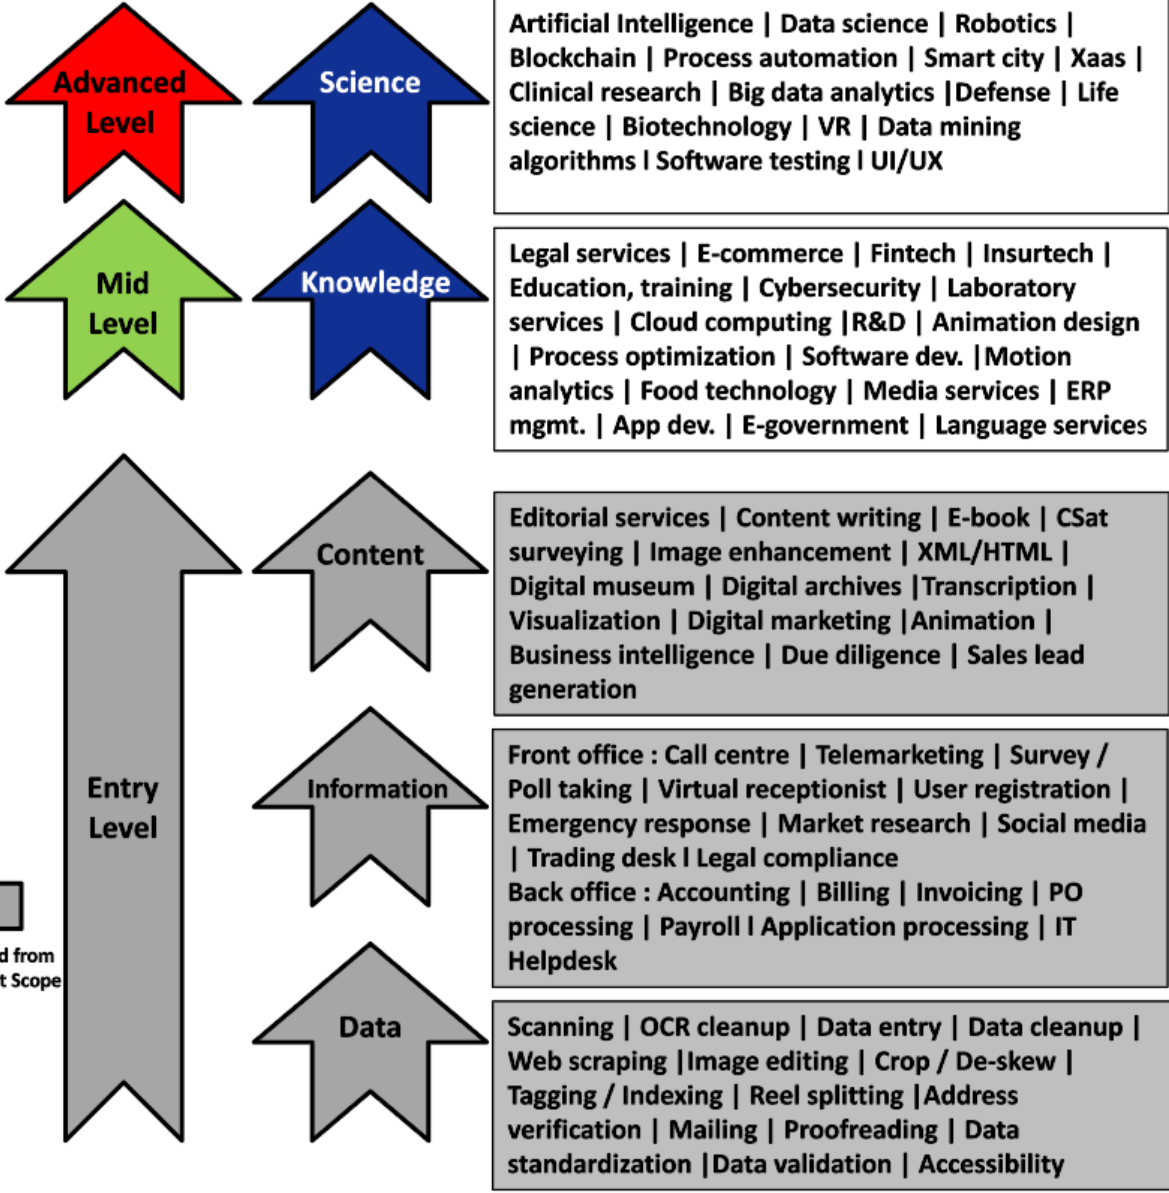 Advanced
Level
Science
Artificial Intelligence | Data science | Robotics |
Blockchain | Process automation | Smart city | Xaas |
Clinical research | Big data analytics |Defense | Life
science | Biotechnology | VR | Data mining
algorithms l Software testing l UI/UX
Mid
Level
Knowledge
Legal services | E-commerce | Fintech | Insurtech |
Education, training | Cybersecurity | Laboratory
services | Cloud computing |R&D | Animation design
| Process optimization | Software dev. |Motion
analytics | Food technology | Media services | ERP
mgmt. | App dev. | E-government | Language services
Entry
Level
Content
Editorial services | Content writing | E-book | CSat
surveying | Image enhancement | XML/HTML |
Digital museum | Digital archives |Transcription |
Visualization | Digital marketing |Animation |
Business intelligence | Due diligence | Sales lead
generation
Information
Front office : Call centre | Telemarketing | Survey /
Poll taking | Virtual receptionist | User registration |
Emergency response | Market research | Social media
| Trading desk l Legal compliance
Back office : Accounting | Billing | Invoicing | PO
processing | Payroll l Application processing | IT
Helpdesk
d from
t Scope
Data
Scanning | OCR cleanup | Data entry | Data cleanup |
Web scraping |Image editing | Crop / De-skew |
Tagging / Indexing | Reel splitting |Address
verification | Mailing | Proofreading | Data
standardization |Data validation | Accessibility